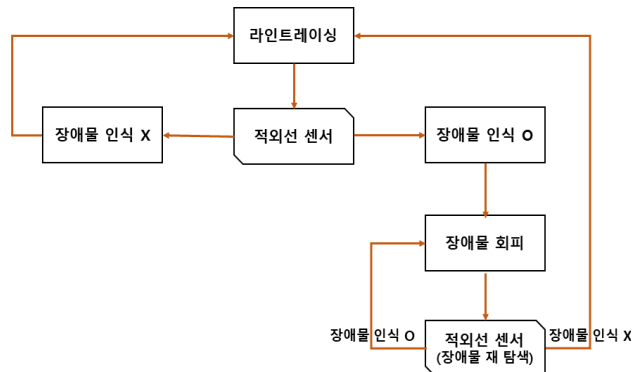 라인트레이싱
장애물 인식 X
적외선 센서
장애물 인식 O
장애물 회피
장애물 인식 O
적외선 센서
(장애물 재 탐색)
장애물 인식 X